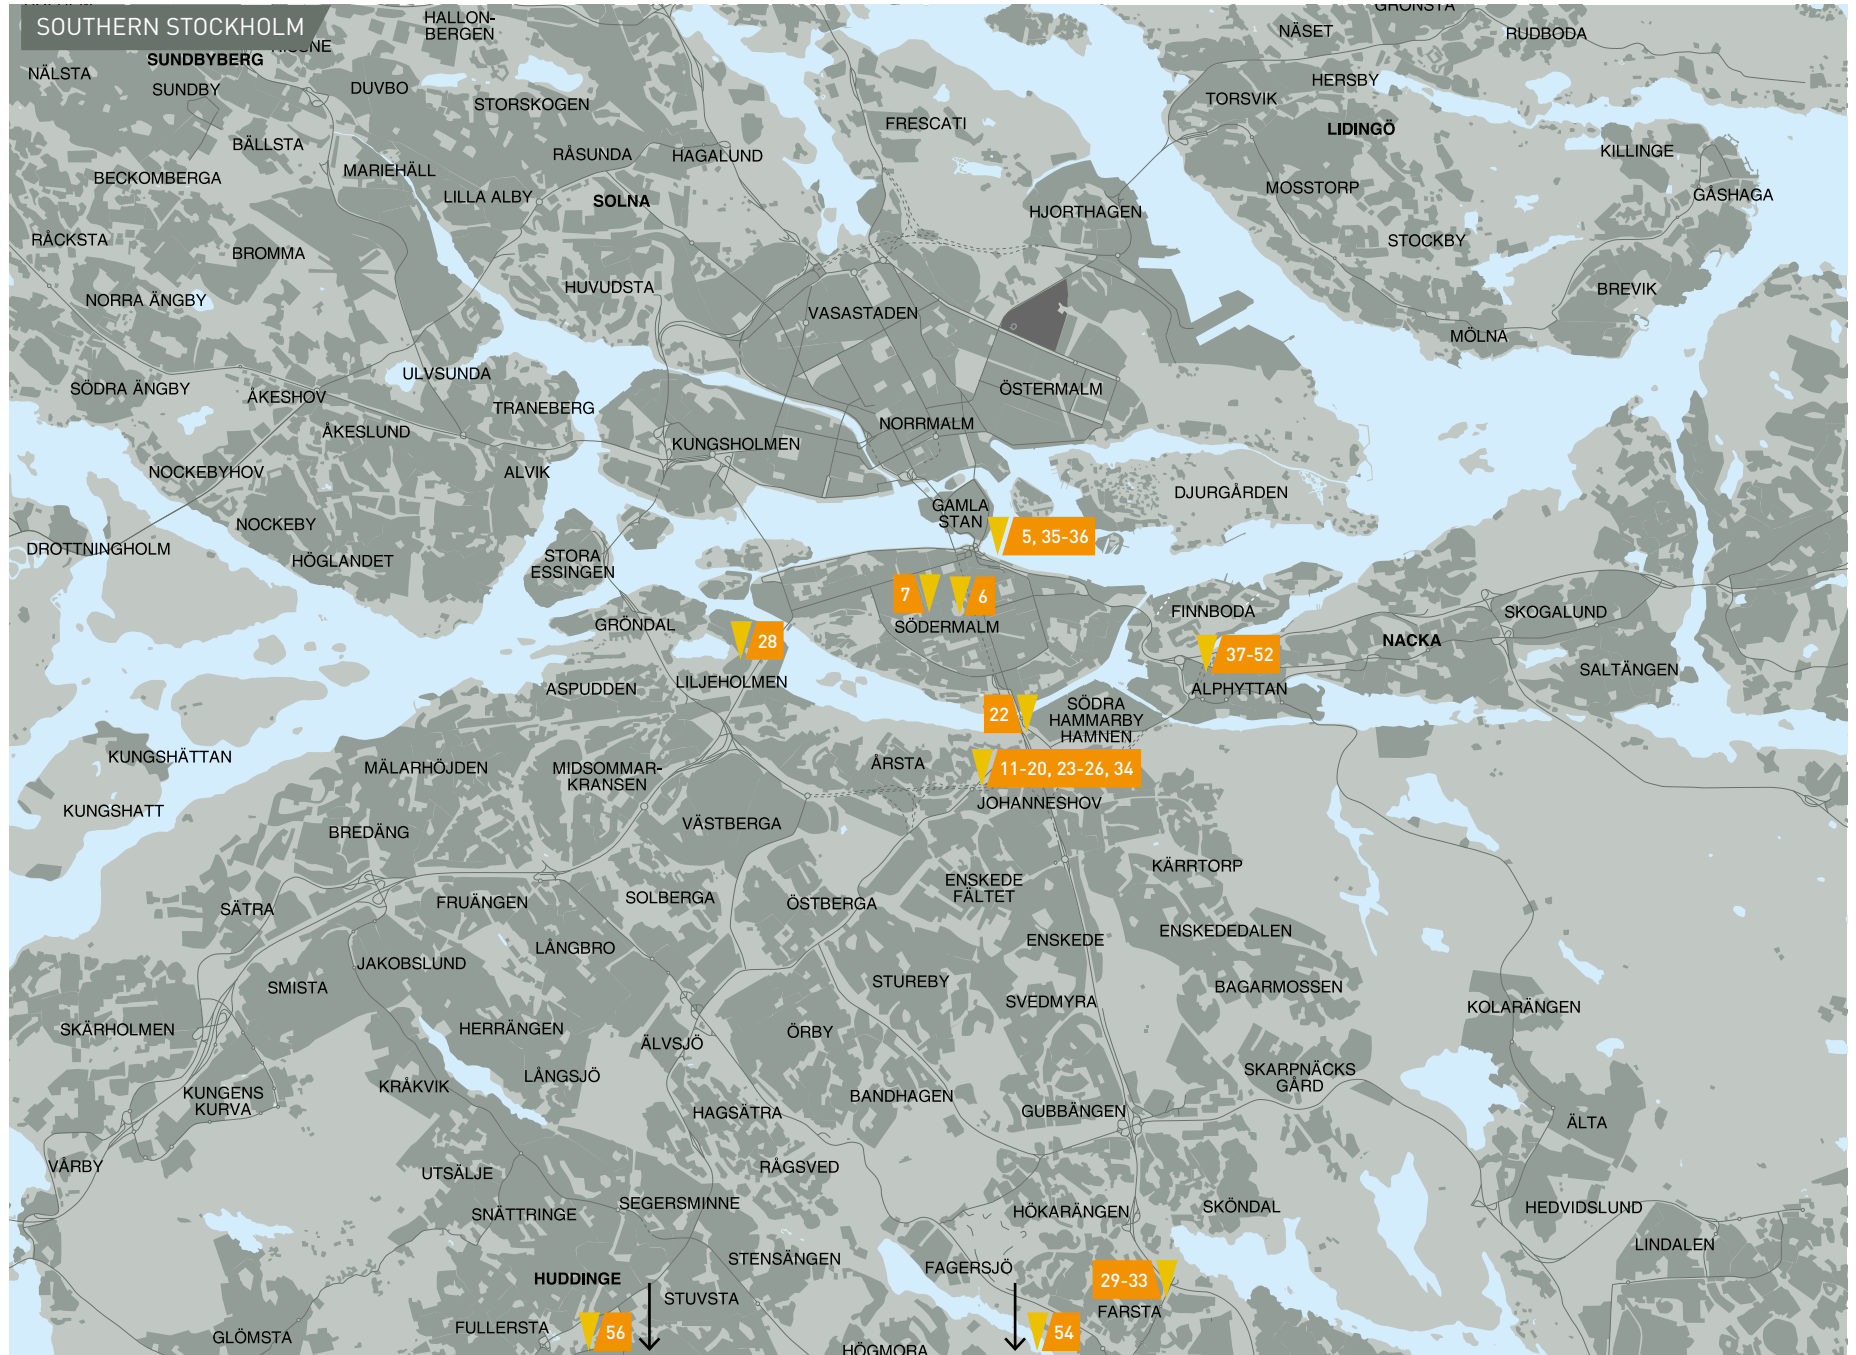 SOUTHERN STOCKHOLM
HALLON-
BERGEN
NÄSET
RUDBODA
SUNDBYBERG
NÄLSTA
SUNDBY
DUVBO
STORSKOGEN
HERSBY
TORSVIK
FRESCATI
LIDINGÖ
BÄLLSTA
RÅSUNDA
HAGALUND
KILLINGE
MARIEHÄLL
BECKOMBERGA
LILLA ALBY
SOLNA
MOSSTORP
GÅSHAGA
HJORTHAGEN
RÅCKSTA
BROMMA
STOCKBY
HUVUDSTA
BREVIK
NORRA ÄNGBY
VASASTADEN
MÖLNA
ULVSUNDA
SÖDRA ÄNGBY
ÅKESHOV
ÖSTERMALM
TRANEBERG
NORRMALM
ÅKESLUND
KUNGSHOLMEN
NOCKEBYHOV
ALVIK
DJURGÅRDEN
GAMLA
STAN
NOCKEBY
5, 35-36
DROTTNINGHOLM
HÖGLANDET
STORA
ESSINGEN
7
6
FINNBODA
SKOGALUND
GRÖNDAL
SÖDERMALM
28
NACKA
37-52
SALTÄNGEN
LILJEHOLMEN
ASPUDDEN
ALPHYTTAN
22
SÖDRA
HAMMARBY
HAMNEN
KUNGSHÄTTAN
MÄLARHÖJDEN
MIDSOMMAR-
KRANSEN
ÅRSTA
11-20, 23-26, 34
JOHANNESHOV
KUNGSHATT
BREDÄNG
VÄSTBERGA
KÄRRTORP
ENSKEDE
FÄLTET
SOLBERGA
ÖSTBERGA
FRUÄNGEN
SÄTRA
ENSKEDEDALEN
ENSKEDE
LÅNGBRO
JAKOBSLUND
STUREBY
SMISTA
BAGARMOSSEN
SVEDMYRA
KOLARÄNGEN
SKÄRHOLMEN
HERRÄNGEN
ÖRBY
ÄLVSJÖ
SKARPNÄCKS
GÅRD
LÅNGSJÖ
KRÅKVIK
KUNGENS
KURVA
BANDHAGEN
HAGSÄTRA
GUBBÄNGEN
ÄLTA
VÅRBY
RÅGSVED
UTSÄLJE
SEGERSMINNE
SNÄTTRINGE
HÖKARÄNGEN
SKÖNDAL
HEDVIDSLUND
LINDALEN
STENSÄNGEN
FAGERSJÖ
HUDDINGE
29-33
STUVSTA
FARSTA
FULLERSTA
56
54
GLÖMSTA
HÖGMORA